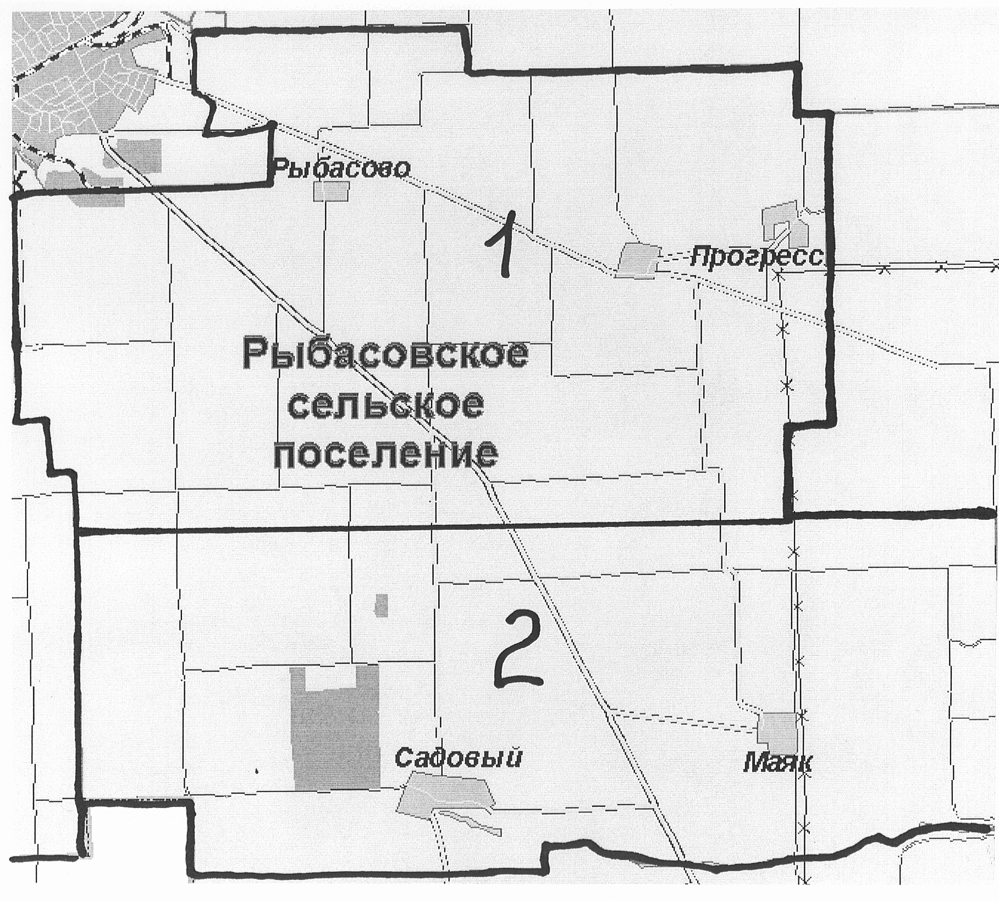 К
Рыбасово
1
Прогресс
Рыбасовское
сельское
поселение
2
Садовый
Маяк